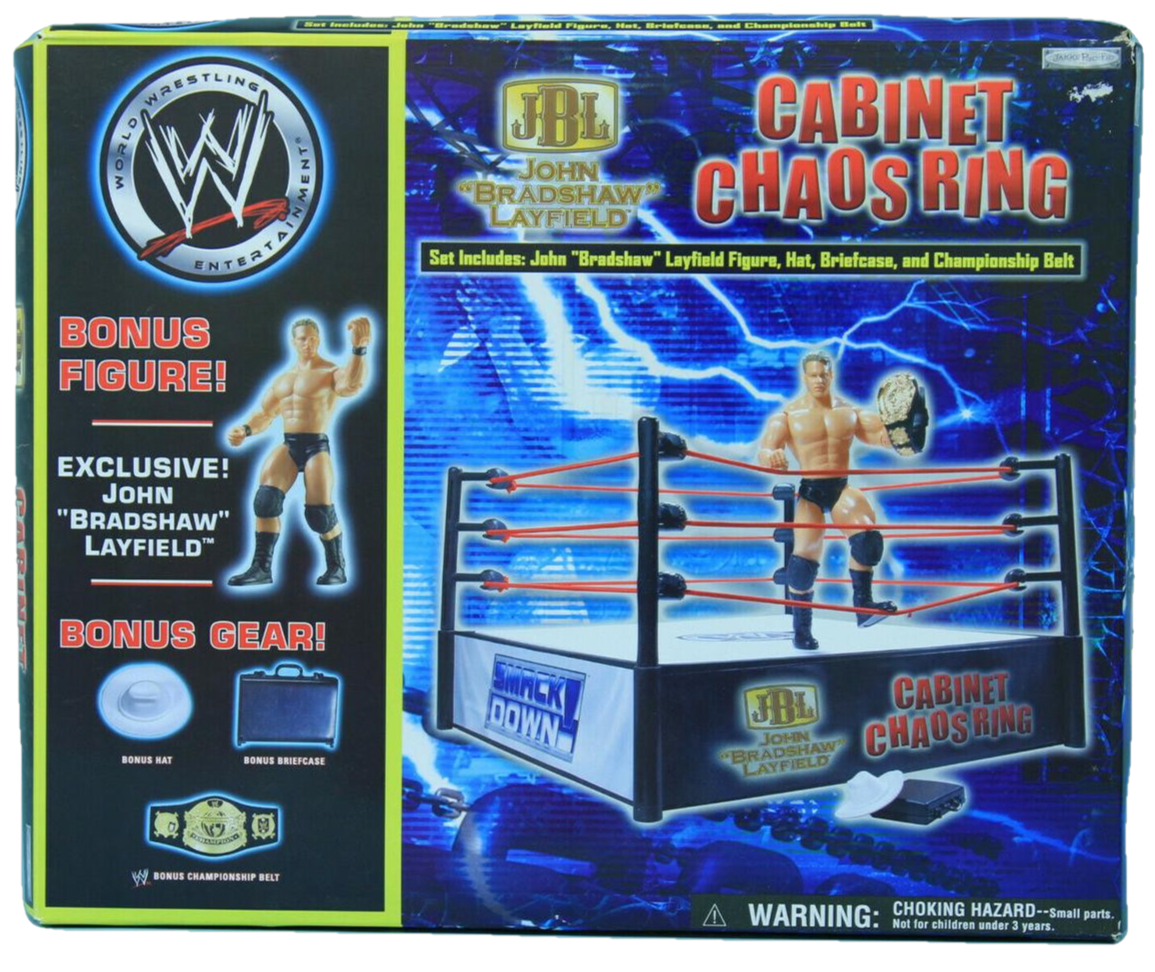 Set Includes: John "Bradshaw" Layfield Figure, Hat, Briefcase, and Championship Belt
WORLD WRESTLING
W
ENTERTAINMENT
JBL
JOHN
"BRADSHAW"
LAYFIELD
CABINET
CHAOS RING
Set Includes: John "Bradshaw" Layfield Figure, Hat, Briefcase, and Championship Belt
BONUS
FIGURE!
EXCLUSIVE!
JOHN
"BRADSHAW"
LAYFIELD™
BONUS GEAR!
BONUS HAT
BONUS BRIEFCASE
CHAMPION
BONUS CHAMPIONSHIP BELT
SMACK
DOWN!
JBL
JOHN
"BRADSHAW"
LAYFIELD
CABINET
CHAOS RING
WARNING:
CHOKING HAZARD--Small parts.
Not for children under 3 years.
CABINET